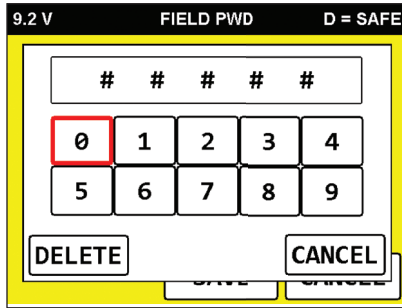 9.2 V FIELD PWD D = SAFE
# # # # #
0 1 2 3 4
5 6 7 8 9
DELETE CANCEL